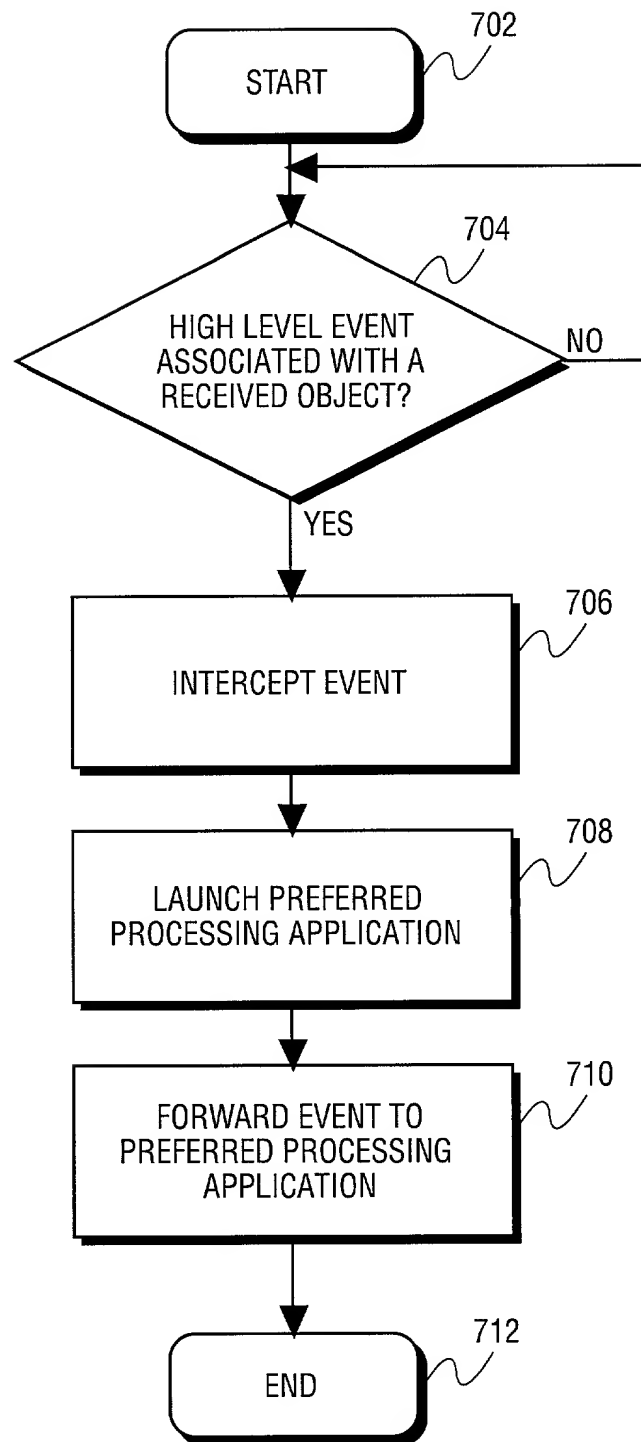 702
START
704
HIGH LEVEL EVENT
ASSOCIATED WITH A
RECEIVED OBJECT?
NO
YES
706
INTERCEPT EVENT
708
LAUNCH PREFERRED
PROCESSING APPLICATION
710
FORWARD EVENT TO
PREFERRED PROCESSING
APPLICATION
712
END